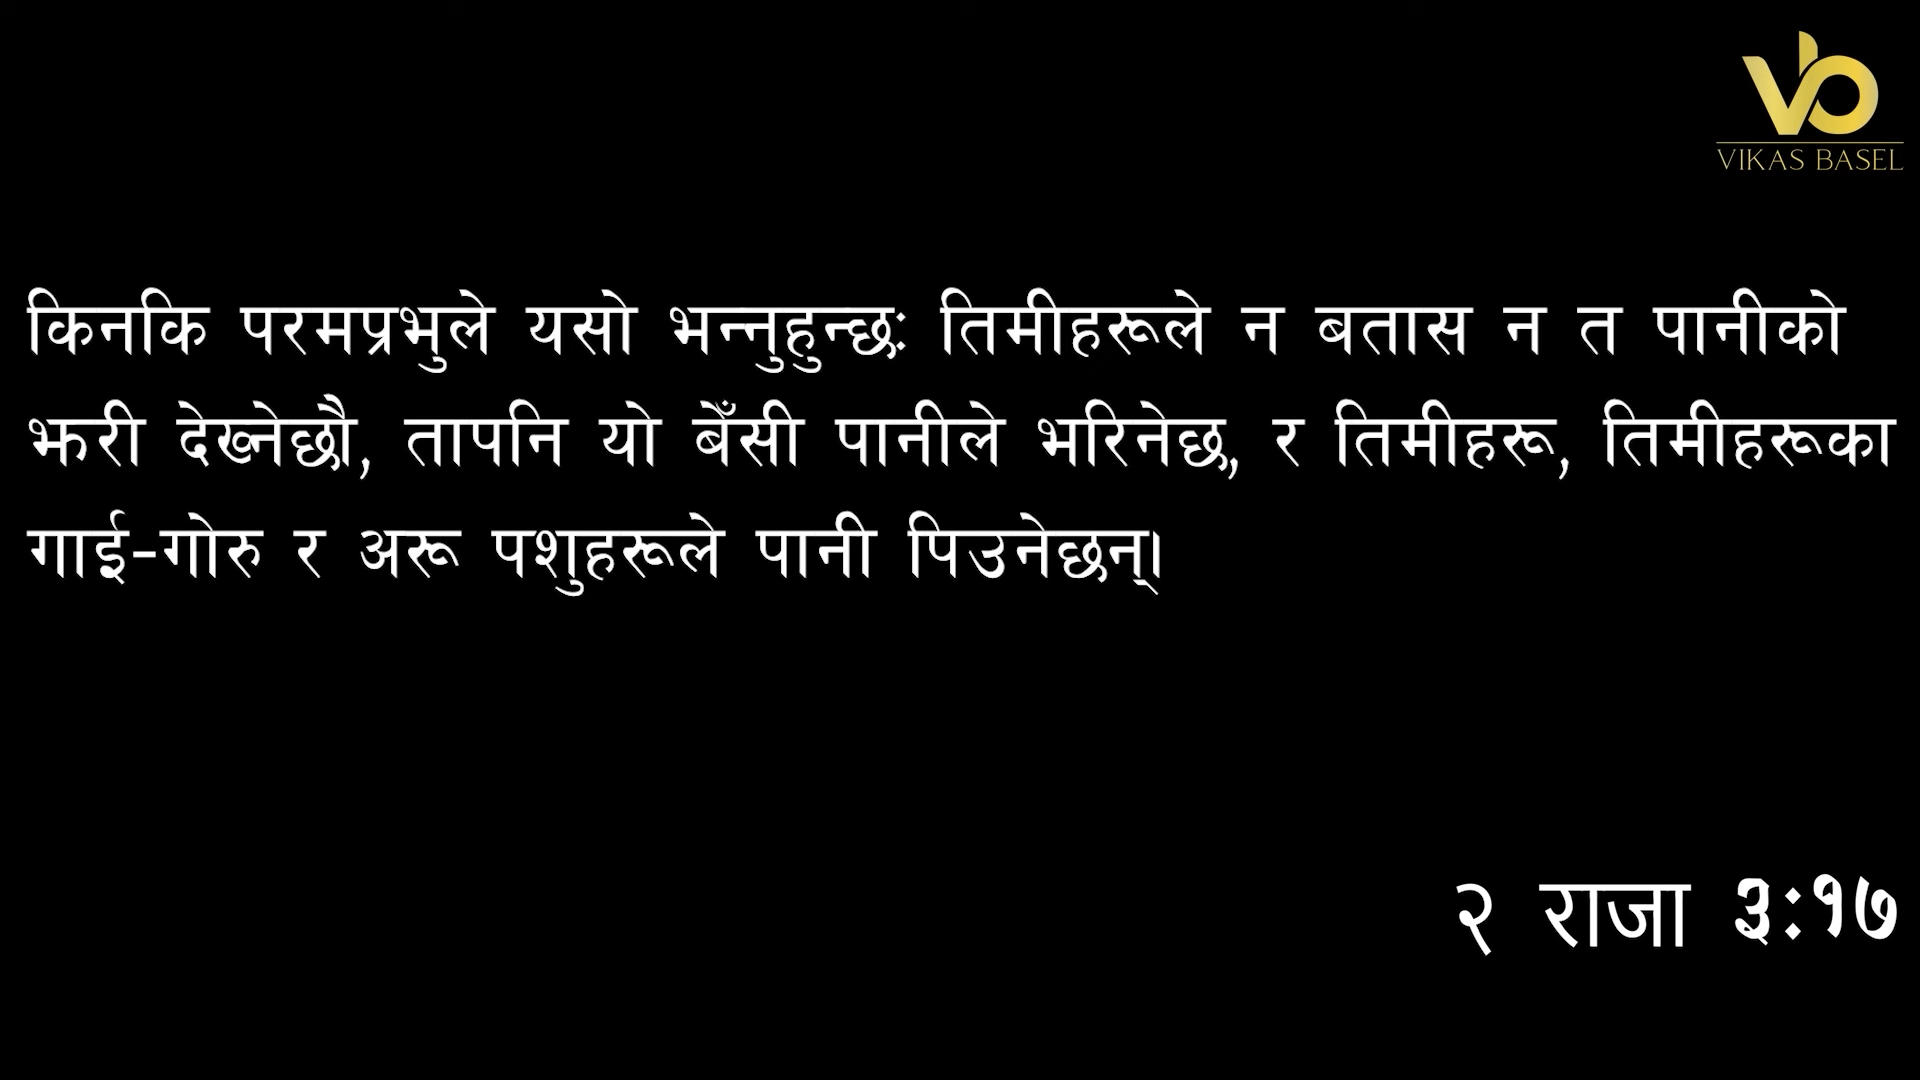 VIKAS BASEL
किनकि परमप्रभुले यसो भन्नुहुन्छः तिमीहरूले न बतास न त पानीको
झरी देख्नेछौ, तापनि यो बेँसी पानीले भरिनेछ, र तिमीहरू, तिमीहरूका
गाई-गोरु र अरू पशुहरूले पानी पिउनेछन्।
२ राजा ३:१७